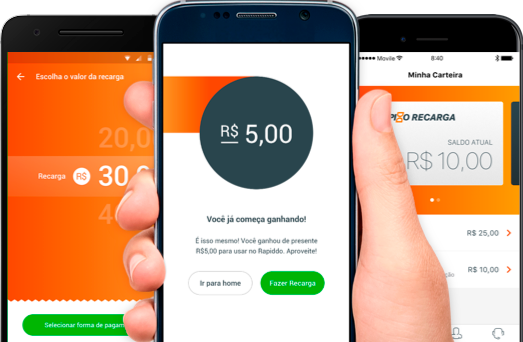 Escolha o valor da recarga
20,0
Recarga R$ 30,0
Selecionar forma de pagam
R$ 5,00
Você já começa ganhando!
É isso mesmo! Você ganhou de presente
R$5,00 para usar no Rapiddo. Aproveite!
Ir para home
Fazer Recarga
Movile
8:40
Minha Carteira
RECARGA
SALDO ATUAL
R$ 10,00
R$ 25,00
R$ 10,00